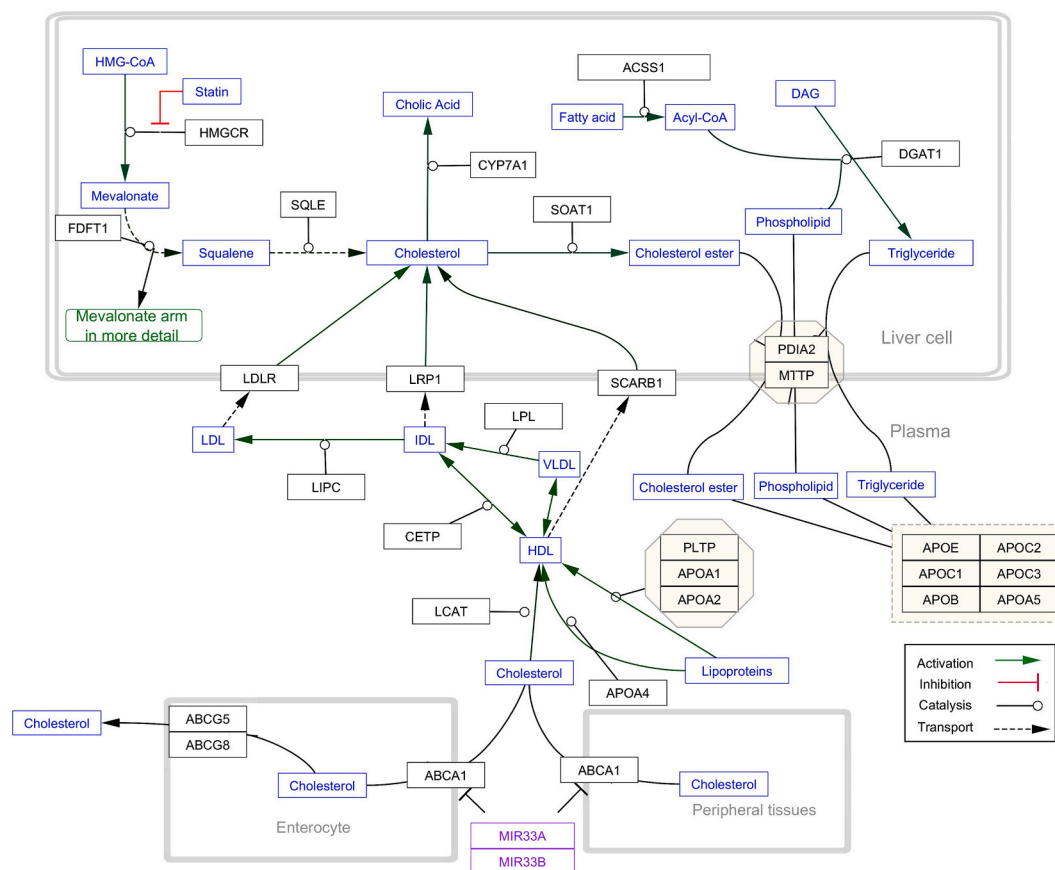 HMG-CoA
Statin
HMGCR
Mevalonate
FDFT1
SQLE
Squalene
Mevalonate arm
in more detail
Cholic Acid
CYP7A1
Cholesterol
SOAT1
Cholesterol ester
ACSS1
Fatty acid
Acyl-CoA
DAG
DGAT1
Phospholipid
Triglyceride
Liver cell
PDIA2
MTTP
LDLR
LRP1
SCARB1
Plasma
LDL
IDL
LPL
VLDL
LIPC
CETP
HDL
Cholesterol ester
Phospholipid
Triglyceride
PLTP
APOA1
APOA2
APOE
APOC2
APOC1
APOC3
APOB
APOA5
LCAT
Cholesterol
APOA4
Lipoproteins
Activation
Inhibition
Catalysis
Transport
Cholesterol
ABCG5
ABCG8
Cholesterol
ABCA1
ABCA1
Cholesterol
Enterocyte
Peripheral tissues
MIR33A
MIR33B